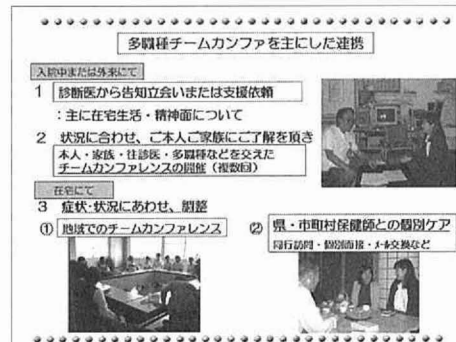 多職種チームカンファを主にした連携
入院中または外来にて
1 診断医から告知立会いまたは支援依頼
:主に在宅生活・精神面について
2 状況に合わせ、ご本人ご家族にご了解を頂き
本人・家族・往診医・多職種などを交えた
チームカンファレンスの開催(複数回)
在宅にて
3 症状・状況にあわせ、調整
① 地域でのチームカンファレンス
② 県・市町村保健師との個別ケア
同行訪問・個別面接・メール交換など